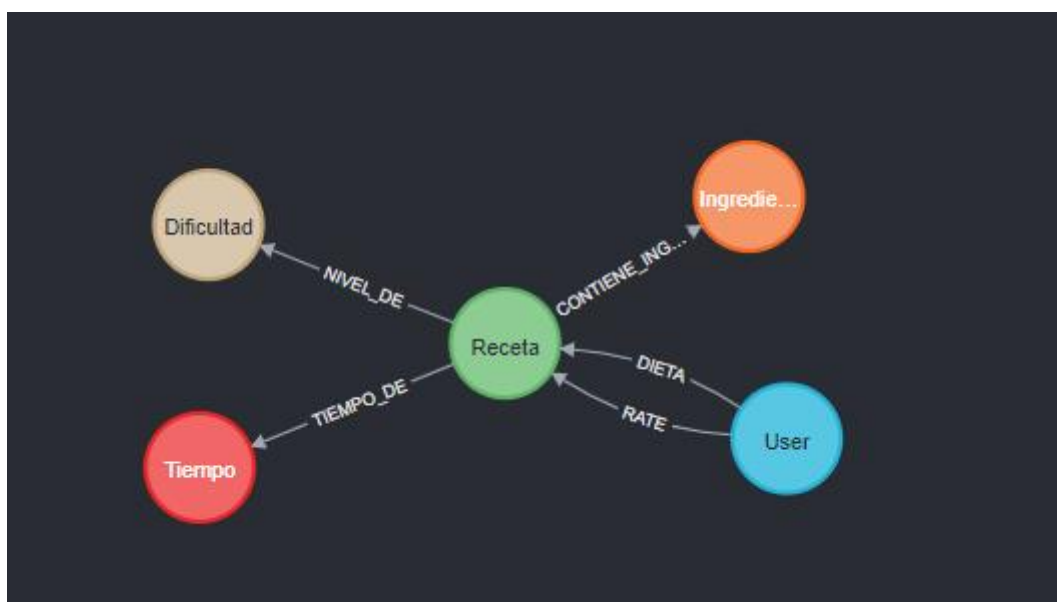 Dificultad
Ingredie...
NIVEL_DE
CONTIENE_ING...
Receta
DIETA
TIEMPO_DE
RATE
User
Tiempo